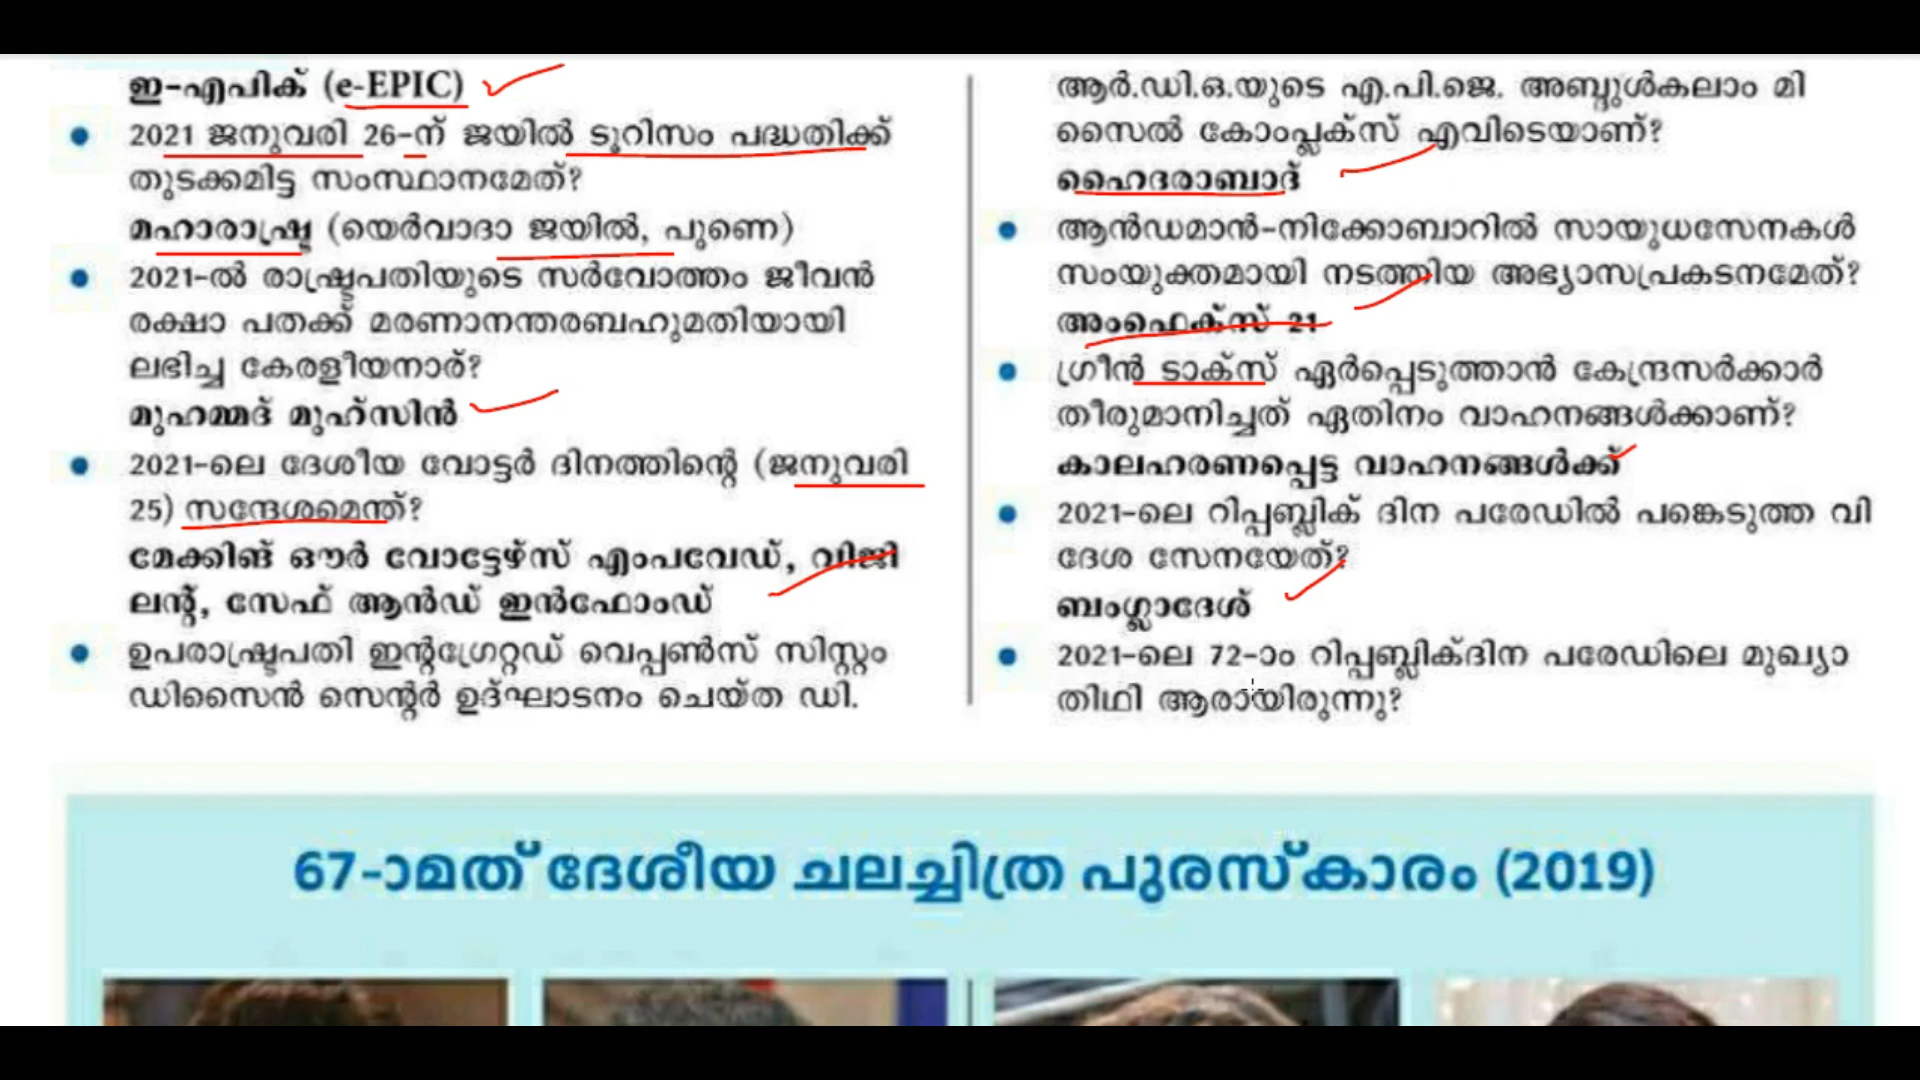 ഇ-എപിക് (e-EPIC)
2021 ജനുവരി 26-ന് ജയിൽ ടൂറിസം പദ്ധതിക്ക്
തുടക്കമിട്ട സംസ്ഥാനമേത്?
മഹാരാഷ്ട്ര (യെർവാദാ ജയിൽ, പുണെ)
2021-ൽ രാഷ്ട്രപതിയുടെ സർവോത്തം ജീവൻ
രക്ഷാ പതക്ക് മരണാനന്തരബഹുമതിയായി
ലഭിച്ച കേരളീയനാര്?
മുഹമ്മദ് മുഹ്സിൻ
2021-ലെ ദേശീയ വോട്ടർ ദിനത്തിന്റെ (ജനുവരി
25) സന്ദേശമെന്ത്?
മേക്കിങ് ഔർ വോട്ടേഴ്സ് എംപവേഡ്, വിജി
ലന്റ്, സേഫ് ആൻഡ് ഇൻഫോംഡ്
ഉപരാഷ്ട്രപതി ഇന്റഗ്രേറ്റഡ് വെപ്പൺസ് സിസ്റ്റം
ഡിസൈൻ സെന്റർ ഉദ്ഘാടനം ചെയ്ത ഡി.
ആർ.ഡി.ഒ.യുടെ എ.പി.ജെ. അബ്ദുൾകലാം മി
സൈൽ കോംപ്ലക്സ് എവിടെയാണ്?
ഹൈദരാബാദ്
ആൻഡമാൻ-നിക്കോബാറിൽ സായുധസേനകൾ
സംയുക്തമായി നടത്തിയ അഭ്യാസപ്രകടനമേത്?
അംഫെക്സ് 21
ഗ്രീൻ ടാക്സ് ഏർപ്പെടുത്താൻ കേന്ദ്രസർക്കാർ
തീരുമാനിച്ചത് ഏതിനം വാഹനങ്ങൾക്കാണ്?
കാലഹരണപ്പെട്ട വാഹനങ്ങൾക്ക്
2021-ലെ റിപ്പബ്ലിക് ദിന പരേഡിൽ പങ്കെടുത്ത വി
ദേശ സേനയേത്?
ബംഗ്ലാദേശ്
2021-ലെ 72-ാം റിപ്പബ്ലിക്ദിന പരേഡിലെ മുഖ്യാ
തിഥി ആരായിരുന്നു?
67-ാമത് ദേശീയ ചലച്ചിത്ര പുരസ്കാരം (2019)